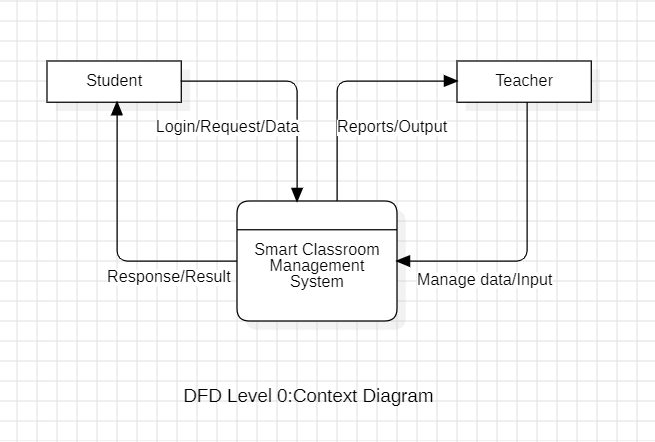 Student
Teacher
Login/Request/Data
Reports/Output
Smart Classroom
Management
System
Response/Result
Manage data/Input
DFD Level 0:Context Diagram